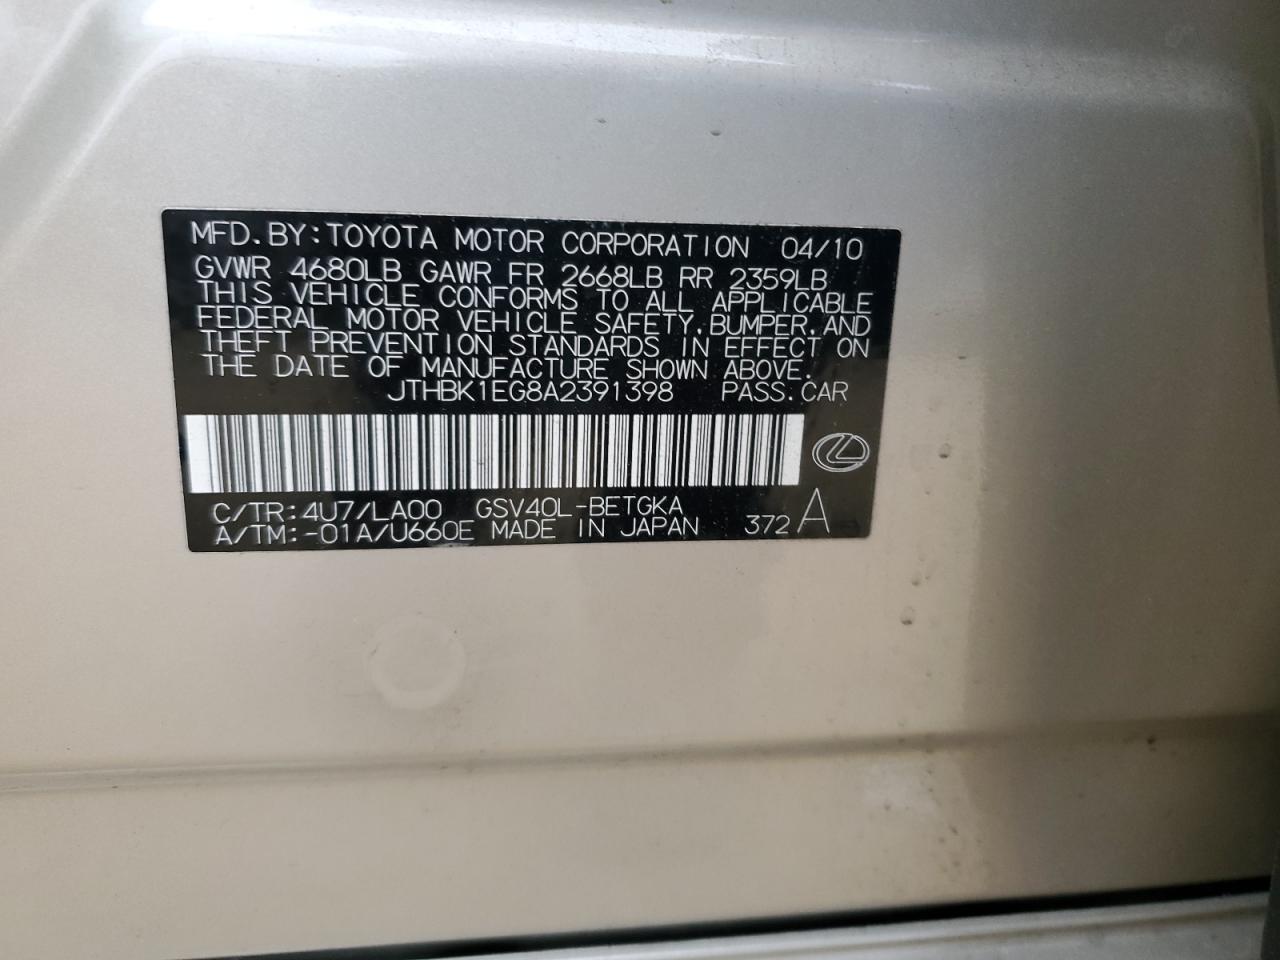 MFD.BY:TOYOTA MOTOR CORPORATION 04/10
GVWR 4680LB GAWR FR 2668LB RR 2359LB
THIS VEHICLE CONFORMS TO ALL APPLICABLE
FEDERAL MOTOR VEHICLE SAFETY,BUMPER,AND
THEFT PREVENTION STANDARDS IN EFFECT ON
THE DATE OF MANUFACTURE SHOWN ABOVE.
JTHBK1EG8A2391398 PASS.CAR
C/TR:4U7/LA00 GSV40L-BETGKA
A/TM:-01A/U660E MADE IN JAPAN 372A